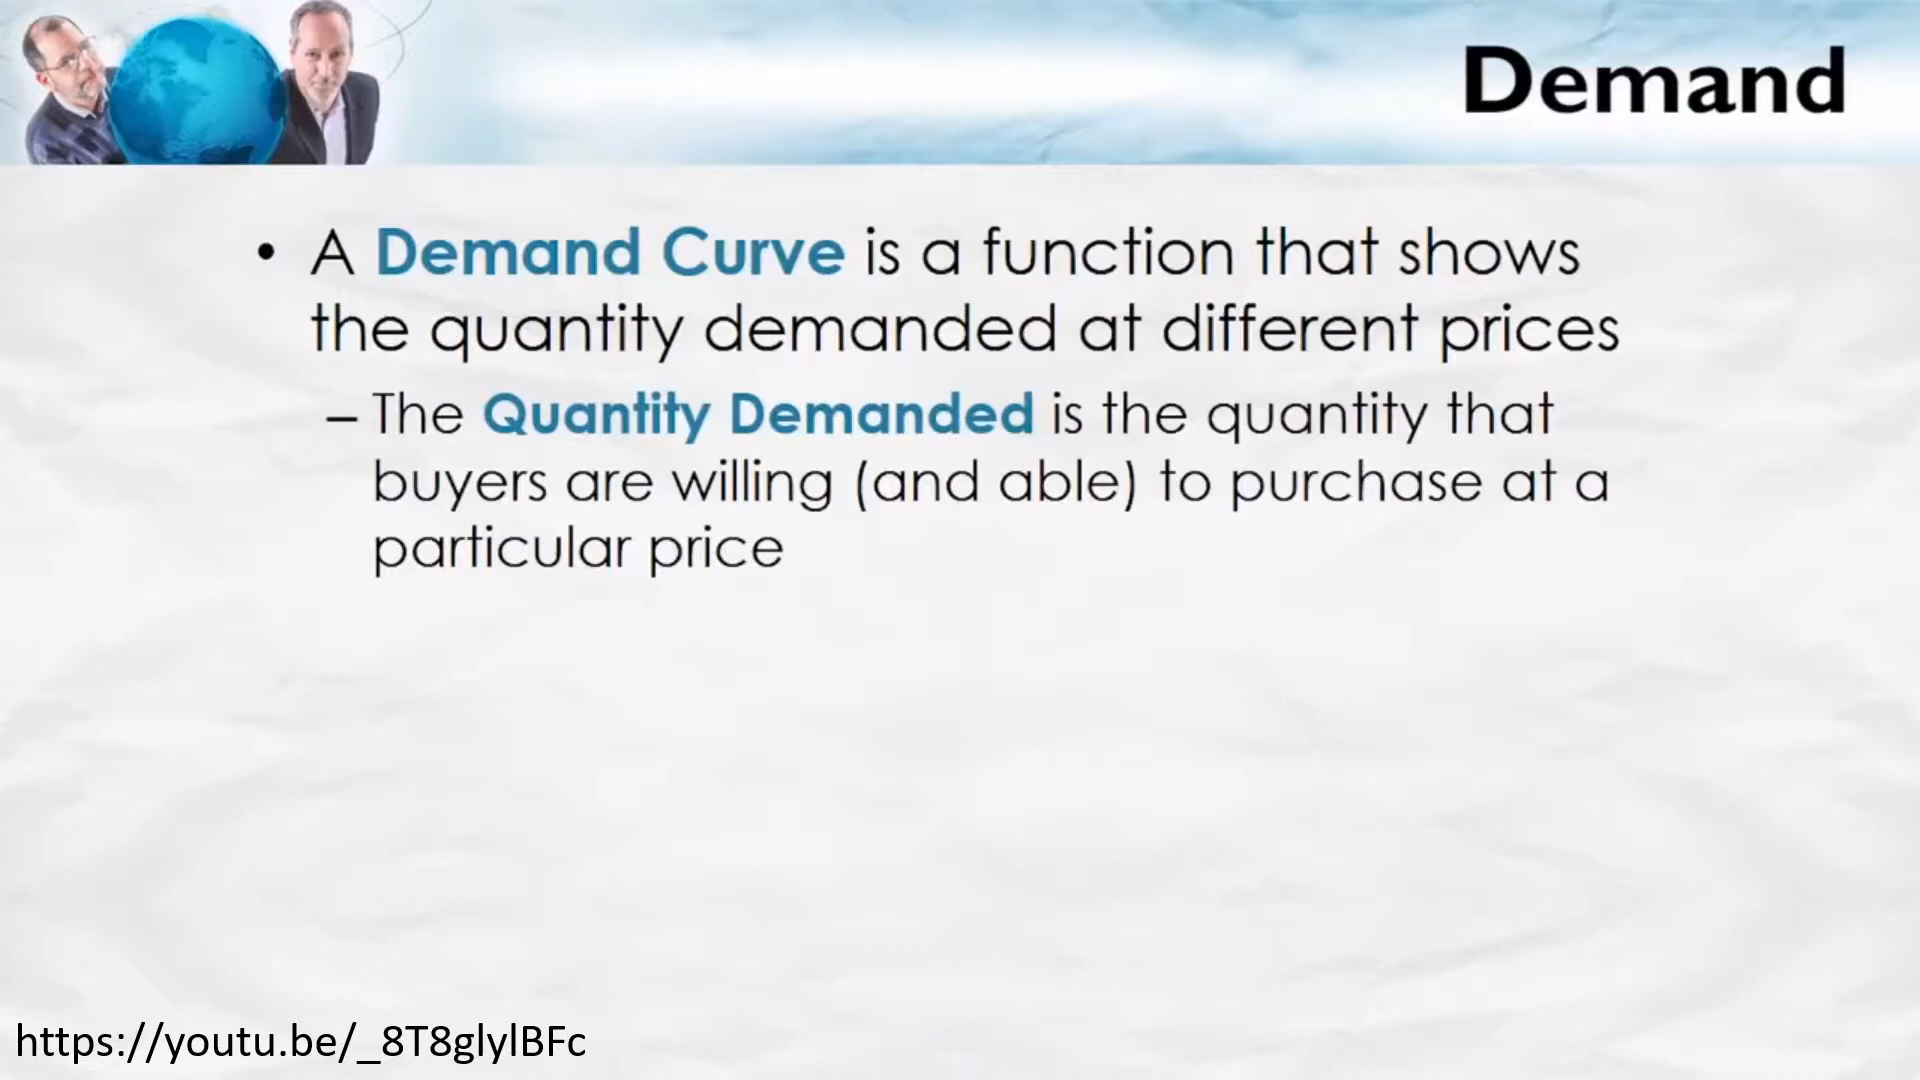 Demand
• A Demand Curve is a function that shows
the quantity demanded at different prices
– The Quantity Demanded is the quantity that
buyers are willing (and able) to purchase at a
particular price
https://youtu.be/_8T8glylBFc